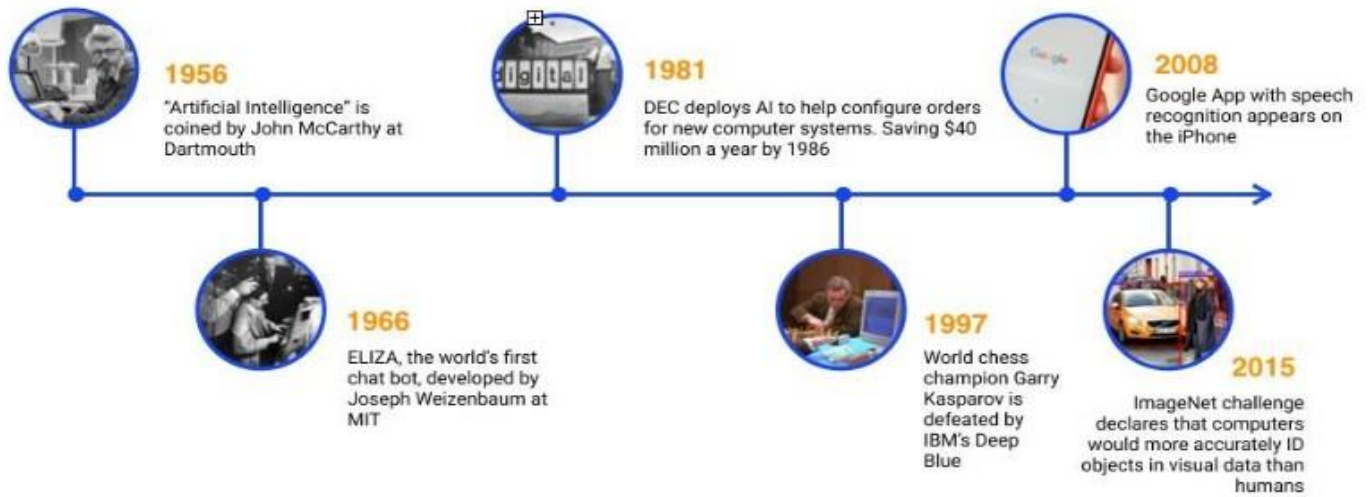 1956
"Artificial Intelligence" is
coined by John McCarthy at
Dartmouth
digital
1981
DEC deploys AI to help configure orders
for new computer systems. Saving $40
million a year by 1986
Google
2008
Google App with speech
recognition appears on
the iPhone
1966
ELIZA, the world's first
chat bot, developed by
Joseph Weizenbaum at
MIT
1997
World chess
champion Garry
Kasparov is
defeated by
IBM's Deep
Blue
2015
ImageNet challenge
declares that computers
would more accurately ID
objects in visual data than
humans